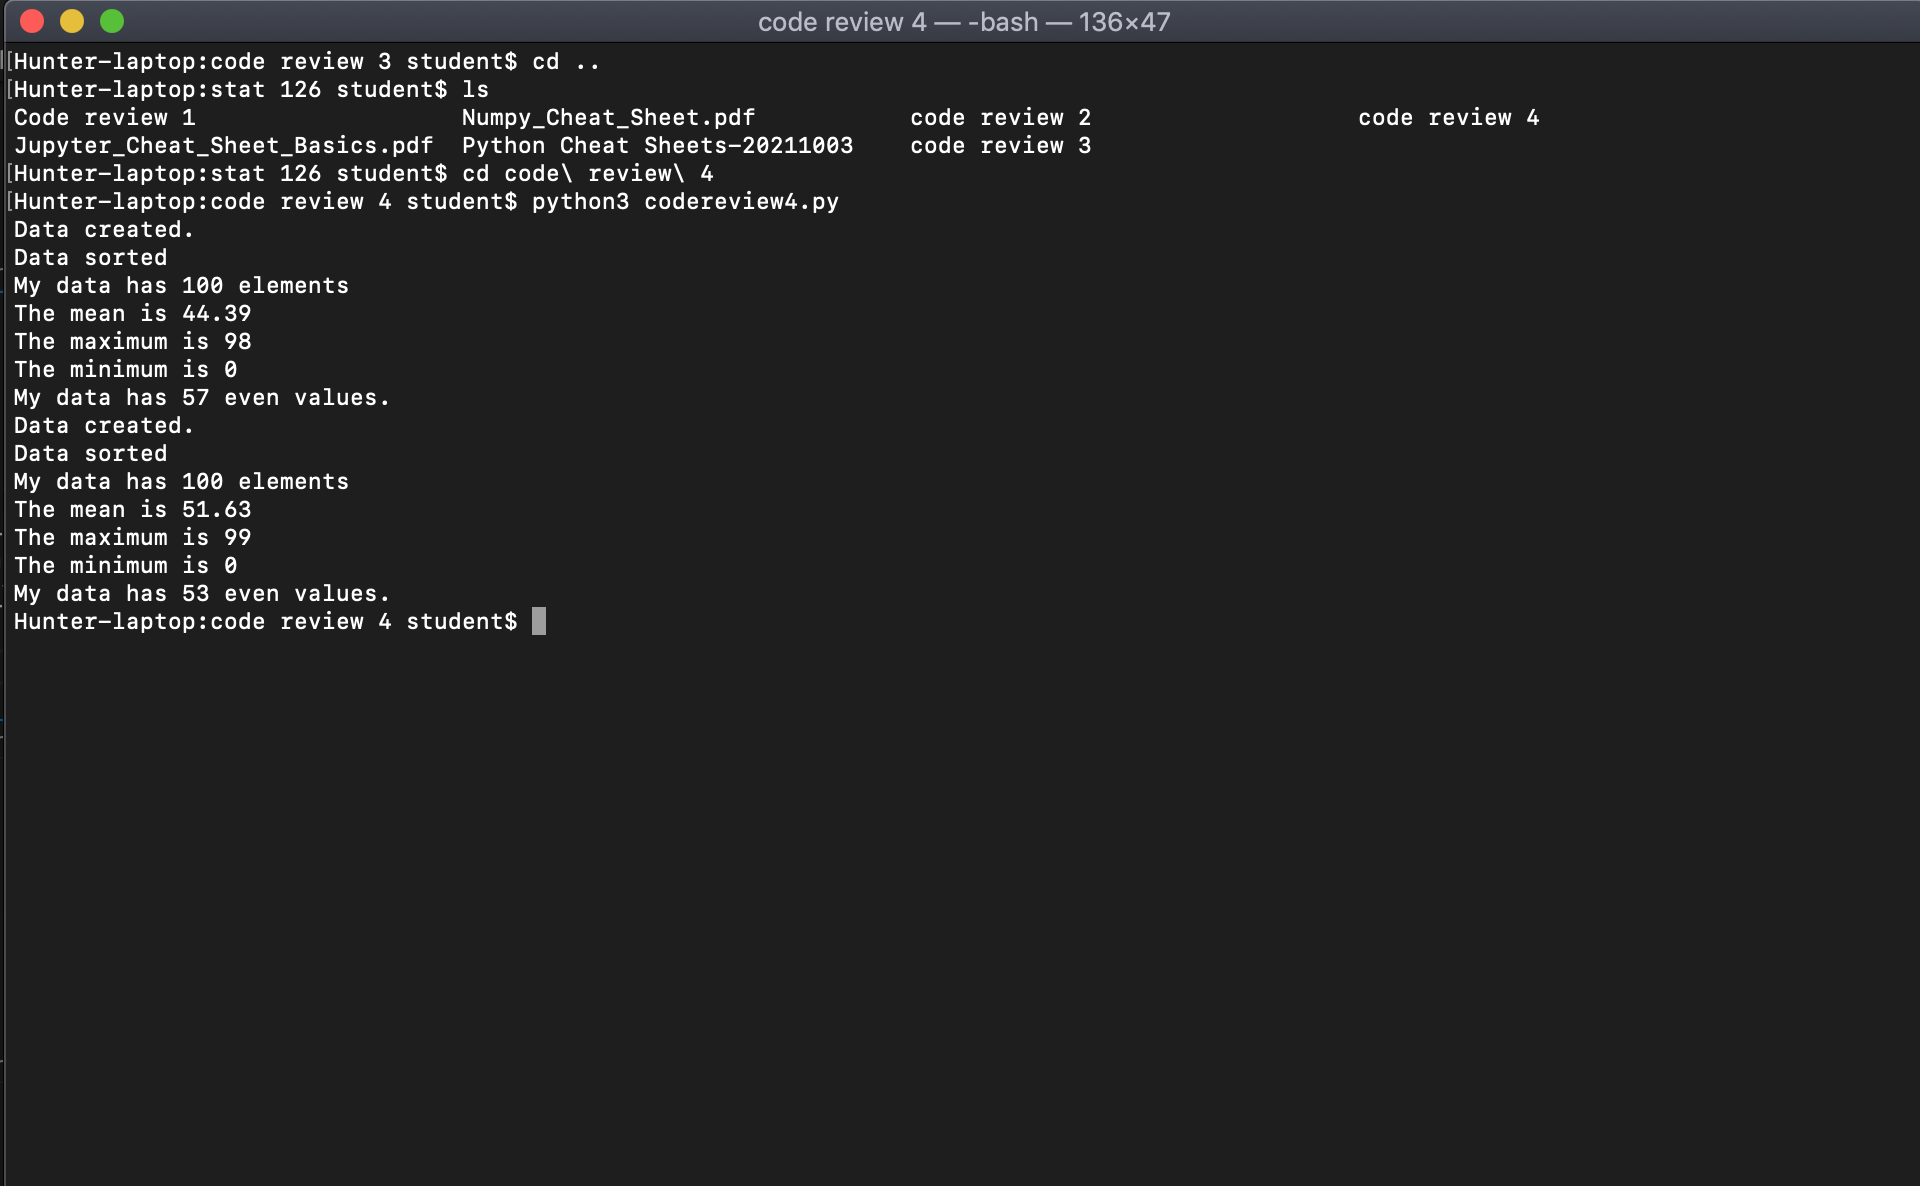 code review 4 — -bash — 136×47
[Hunter-laptop:code review 3 student$ cd ..
[Hunter-laptop:stat 126 student$ ls
Code review 1                   Numpy_Cheat_Sheet.pdf           code review 2                   code review 4
Jupyter_Cheat_Sheet_Basics.pdf  Python Cheat Sheets-20211003    code review 3
[Hunter-laptop:stat 126 student$ cd code\ review\ 4
[Hunter-laptop:code review 4 student$ python3 codereview4.py
Data created.
Data sorted
My data has 100 elements
The mean is 44.39
The maximum is 98
The minimum is 0
My data has 57 even values.
Data created.
Data sorted
My data has 100 elements
The mean is 51.63
The maximum is 99
The minimum is 0
My data has 53 even values.
Hunter-laptop:code review 4 student$